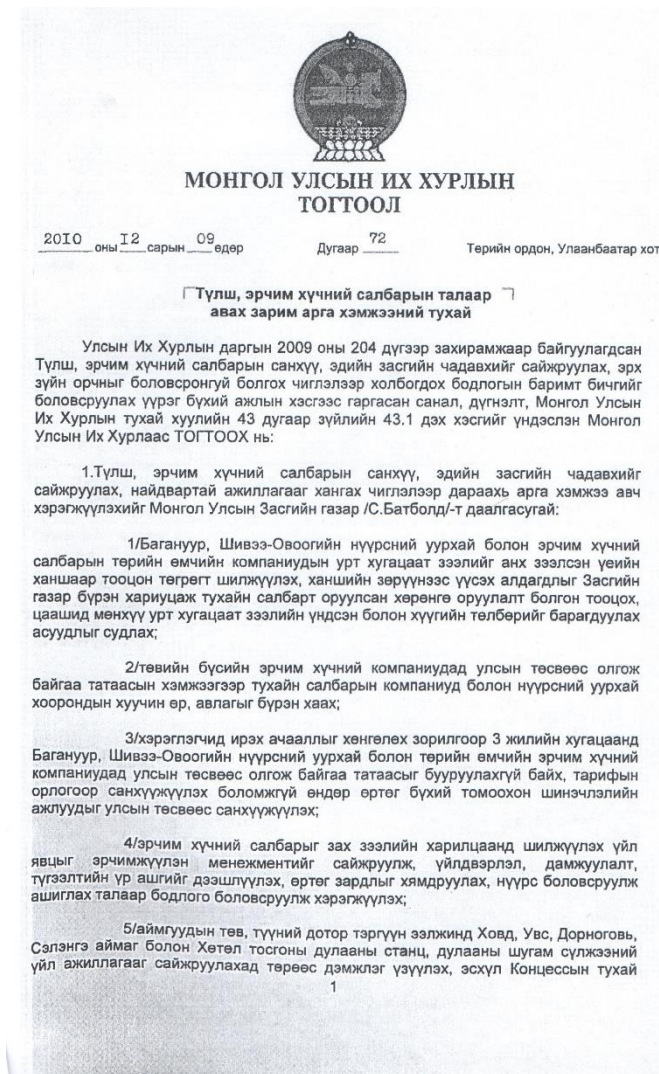 МОНГОЛ УЛСЫН ИХ ХУРЛЫН
ТОГТООЛ
2010 оны 12 сарын 09 өдөр Дугаар 72 Төрийн ордон, Улаанбаатар хот
Түлш, эрчим хүчний салбарын талаар
авах зарим арга хэмжээний тухай
Улсын Их Хурлын даргын 2009 оны 204 дүгээр захирамжаар байгуулагдсан
Түлш, эрчим хүчний салбарын санхүү, эдийн засгийн чадавхийг сайжруулах, эрх
зүйн орчныг боловсронгуй болгох чиглэлээр холбогдох бодлогын баримт бичгийг
боловсруулах үүрэг бүхий ажлын хэсгээс гаргасан санал, дүгнэлт, Монгол Улсын
Их Хурлын тухай хуулийн 43 дугаар зүйлийн 43.1 дэх хэсгийг үндэслэн Монгол
Улсын Их Хурлаас ТОГТООХ нь:
1.Түлш, эрчим хүчний салбарын санхүү, эдийн засгийн чадавхийг
сайжруулах, найдвартай ажиллагааг хангах чиглэлээр дараахь арга хэмжээ авч
хэрэгжүүлэхийг Монгол Улсын Засгийн газар /С.Батболд/-т даалгасугай:
1/Багануур, Шивээ-Овоогийн нүүрсний уурхай болон эрчим хүчний
салбарын төрийн өмчийн компаниудын урт хугацаат зээлийг анх зээлсэн үеийн
ханшаар тооцон төгрөгт шилжүүлэх, ханшийн зөрүүнээс үүсэх алдагдлыг Засгийн
газар бүрэн хариуцаж тухайн салбарт оруулсан хөрөнгө оруулалт болгон тооцох,
цаашид мөнхүү урт хугацаат зээлийн үндсэн болон хүүгийн төлбөрийг барагдуулах
асуудлыг судлах;
2/төвийн бүсийн эрчим хүчний компаниудад улсын төсвөөс олгож
байгаа татаасын хэмжээгээр тухайн салбарын компаниуд болон нүүрсний уурхай
хоорондын хуучин өр, авлагыг бүрэн хаах;
3/хэрэглэгчид ирэх ачааллыг хөнгөлөх зорилгоор 3 жилийн хугацаанд
Багануур, Шивээ-Овоогийн нүүрсний уурхай болон төрийн өмчийн эрчим хүчний
компаниудад улсын төсвөөс олгож байгаа татаасыг бууруулахгүй байх, тарифын
орлогоор санхүүжүүлэх боломжгүй өндөр өртөг бүхий томоохон шинэчлэлийн
ажлуудыг улсын төсвөөс санхүүжүүлэх;
4/эрчим хүчний салбарыг зах зээлийн харилцаанд шилжүүлэх үйл
явцыг эрчимжүүлэн менежментийг сайжруулж, үйлдвэрлэл, дамжуулалт,
түгээлтийн үр ашгийг дээшлүүлэх, өртөг зардлыг хямдруулах, нүүрс боловсруулж
ашиглах талаар бодлого боловсруулж хэрэгжүүлэх;
5/аймгуудын төв, түүний дотор тэргүүн ээлжинд Ховд, Увс, Дорноговь,
Сэлэнгэ аймаг болон Хөтөл тосгоны дулааны станц, дулааны шугам сүлжээний
үйл ажиллагааг сайжруулахад төрөөс дэмжлэг үзүүлэх, эсхүл Концессын тухай
1